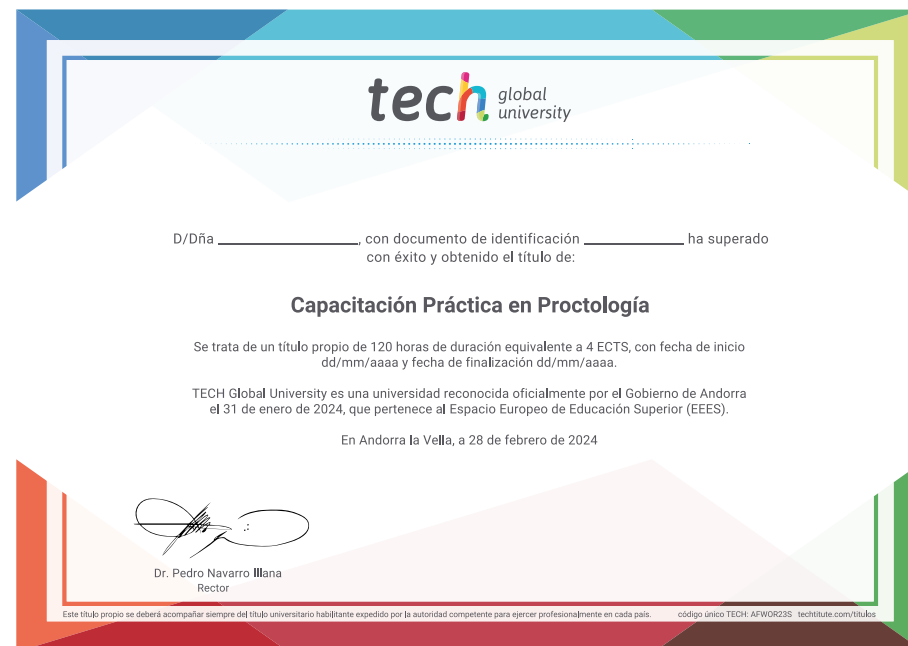 tech global university
D/Dña ____________________, con documento de identificación ______________ ha superado
con éxito y obtenido el título de:
Capacitación Práctica en Proctología
Se trata de un título propio de 120 horas de duración equivalente a 4 ECTS, con fecha de inicio
dd/mm/aaaa y fecha de finalización dd/mm/aaaa.
TECH Global University es una universidad reconocida oficialmente por el Gobierno de Andorra
el 31 de enero de 2024, que pertenece al Espacio Europeo de Educación Superior (EEES).
En Andorra la Vella, a 28 de febrero de 2024
Dr. Pedro Navarro Illana
Rector
Este título propio se deberá acompañar siempre del título universitario habilitante expedido por la autoridad competente para ejercer profesionalmente en cada país. código único TECH: AFWOR23S techtitute.com/titulos